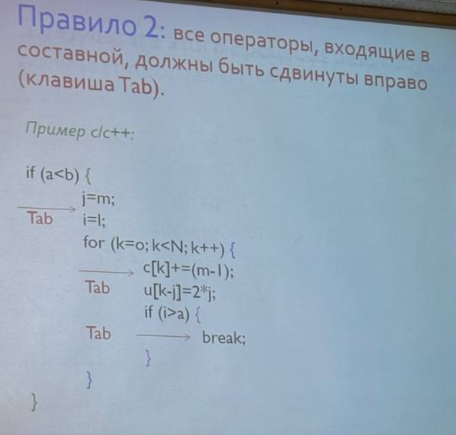 Правило 2: все операторы, входящие в
составной, должны быть сдвинуты вправо
(клавиша Tab).
Пример c/c++:
if (a<b) {
j=m;
Tab i=l;
for (k=o; k<N; k++) {
c[k]+=(m-1);
Tab u[k-j]=2*j;
if (i>a) {
Tab break;
}
}
}